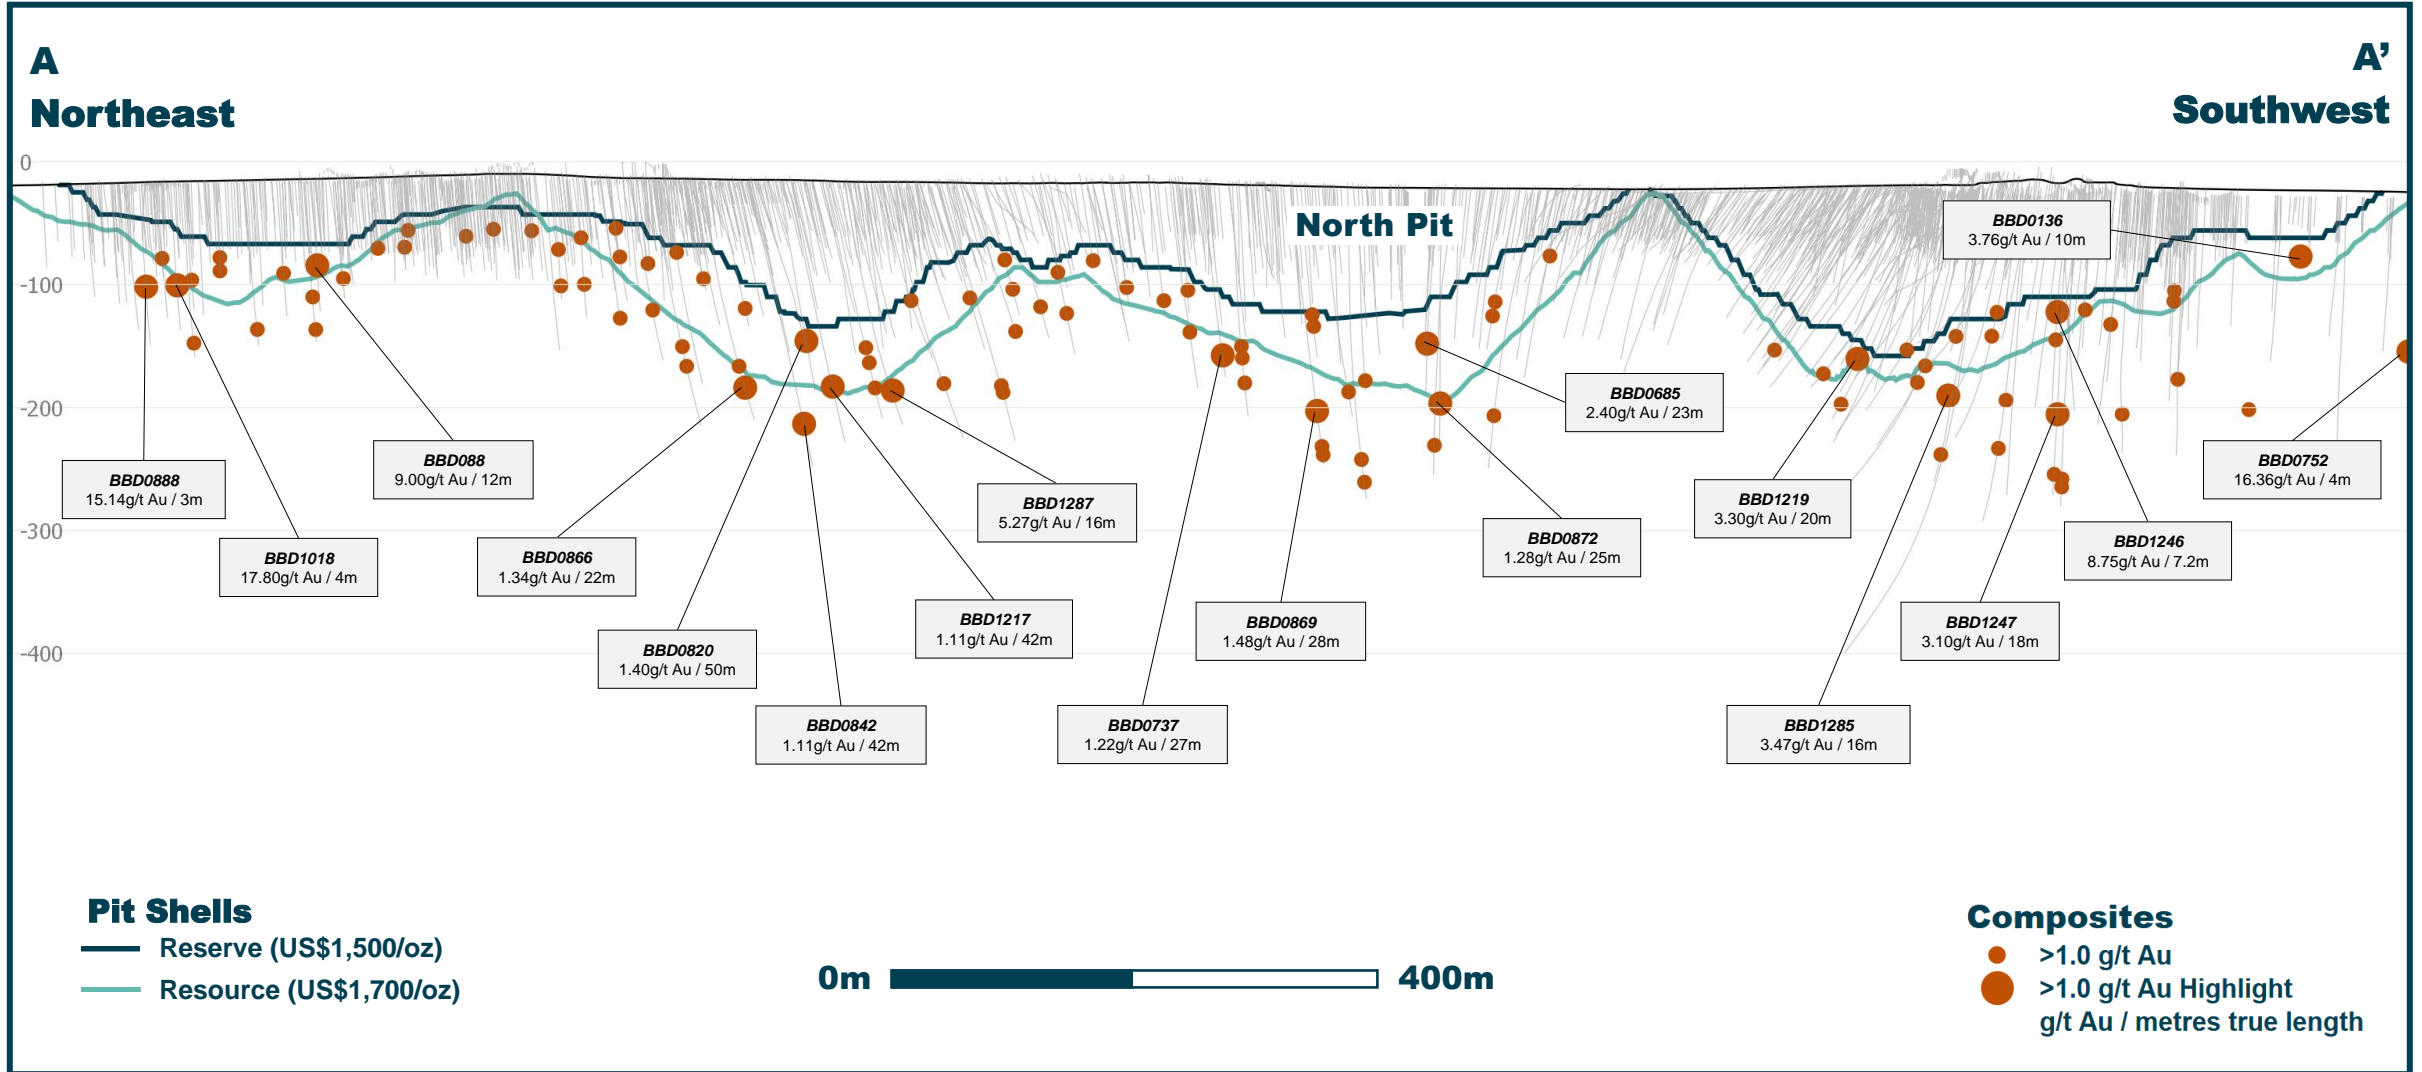 A
Northeast
A’
Southwest
0
-100
-200
-300
-400
North Pit
BBD0136
3.76g/t Au / 10m
BBD0685
2.40g/t Au / 23m
BBD0888
15.14g/t Au / 3m
BBD088
9.00g/t Au / 12m
BBD1018
17.80g/t Au / 4m
BBD0866
1.34g/t Au / 22m
BBD1287
5.27g/t Au / 16m
BBD0820
1.40g/t Au / 50m
BBD1217
1.11g/t Au / 42m
BBD0842
1.11g/t Au / 42m
BBD0737
1.22g/t Au / 27m
BBD0869
1.48g/t Au / 28m
BBD0872
1.28g/t Au / 25m
BBD1219
3.30g/t Au / 20m
BBD0752
16.36g/t Au / 4m
BBD1246
8.75g/t Au / 7.2m
BBD1247
3.10g/t Au / 18m
BBD1285
3.47g/t Au / 16m
Pit Shells
Reserve (US$1,500/oz)
Resource (US$1,700/oz)
0m
400m
Composites
>1.0 g/t Au
>1.0 g/t Au Highlight
g/t Au / metres true length